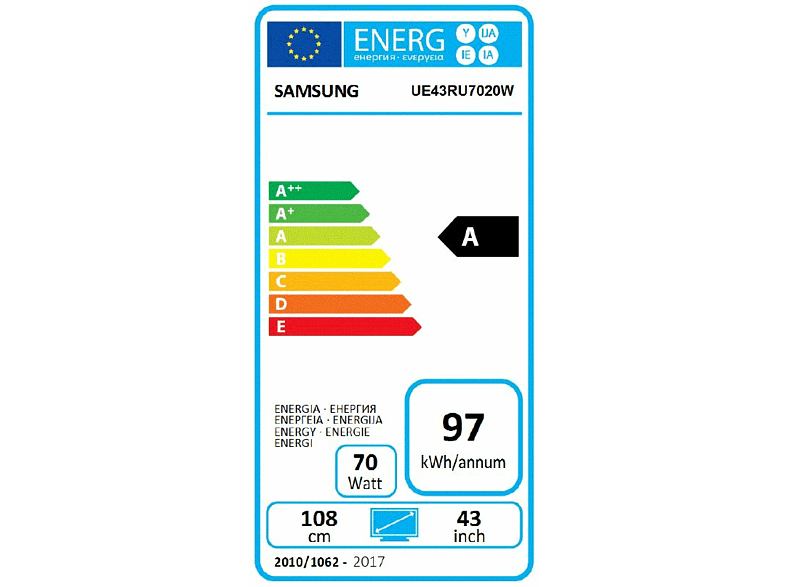 ENERG Y IJA IE IA
енергия · ενεργεια
SAMSUNG UE43RU7020W
A++
A+
A
A
B
C
D
E
ENERGIA · ЕНЕРГИЯ
ΕΝΕΡΓΕΙΑ · ENERGIJA
ENERGY · ENERGIE
ENERGI
97
kWh/annum
70
Watt
108 43
cm inch
2010/1062 - 2017